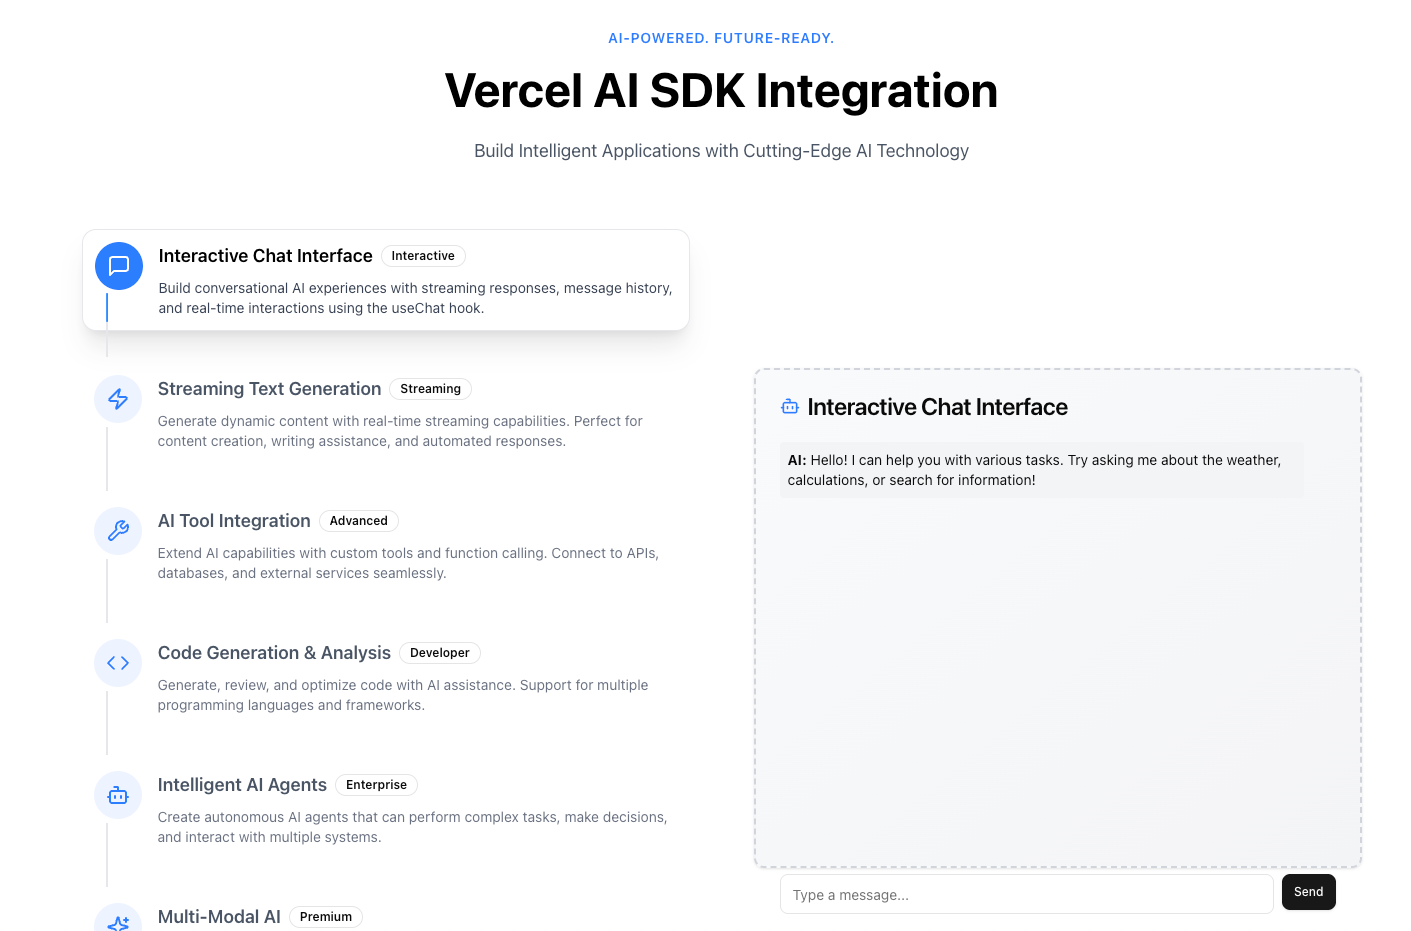 AI-POWERED. FUTURE-READY.
Vercel AI SDK Integration
Build Intelligent Applications with Cutting-Edge AI Technology
Interactive Chat Interface Interactive
Build conversational AI experiences with streaming responses, message history,
and real-time interactions using the useChat hook.
Streaming Text Generation Streaming
Generate dynamic content with real-time streaming capabilities. Perfect for
content creation, writing assistance, and automated responses.
AI Tool Integration Advanced
Extend AI capabilities with custom tools and function calling. Connect to APIs,
databases, and external services seamlessly.
Code Generation & Analysis Developer
Generate, review, and optimize code with AI assistance. Support for multiple
programming languages and frameworks.
Intelligent AI Agents Enterprise
Create autonomous AI agents that can perform complex tasks, make decisions,
and interact with multiple systems.
Multi-Modal AI Premium
Interactive Chat Interface
AI: Hello! I can help you with various tasks. Try asking me about the weather,
calculations, or search for information!
Type a message...
Send